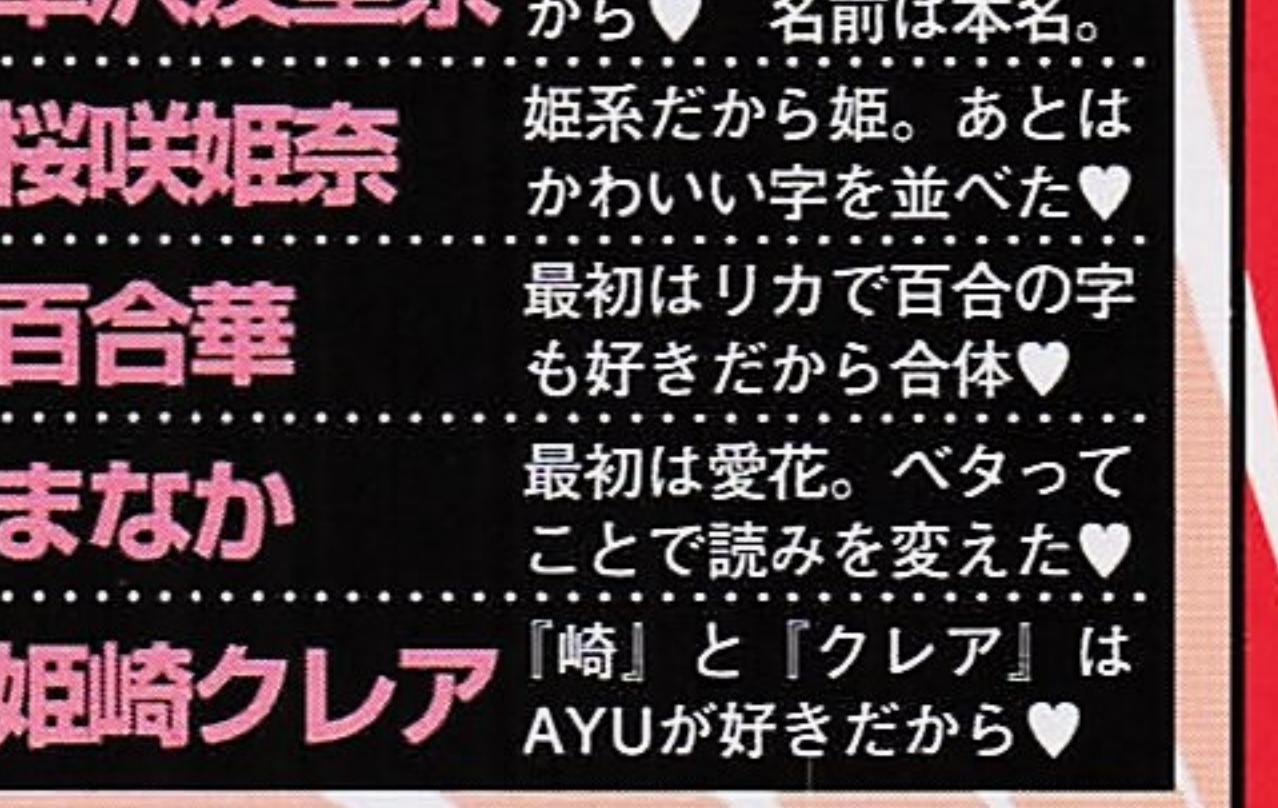 から♥ 名前は本名。
桜咲姫奈
姫系だから姫。あとは
かわいい字を並べた♥
百合華
最初はリカで百合の字
も好きだから合体♥
まなか
最初は愛花。ベタって
ことで読みを変えた♥
姫崎クレア
『崎』と『クレア』は
AYUが好きだから♥